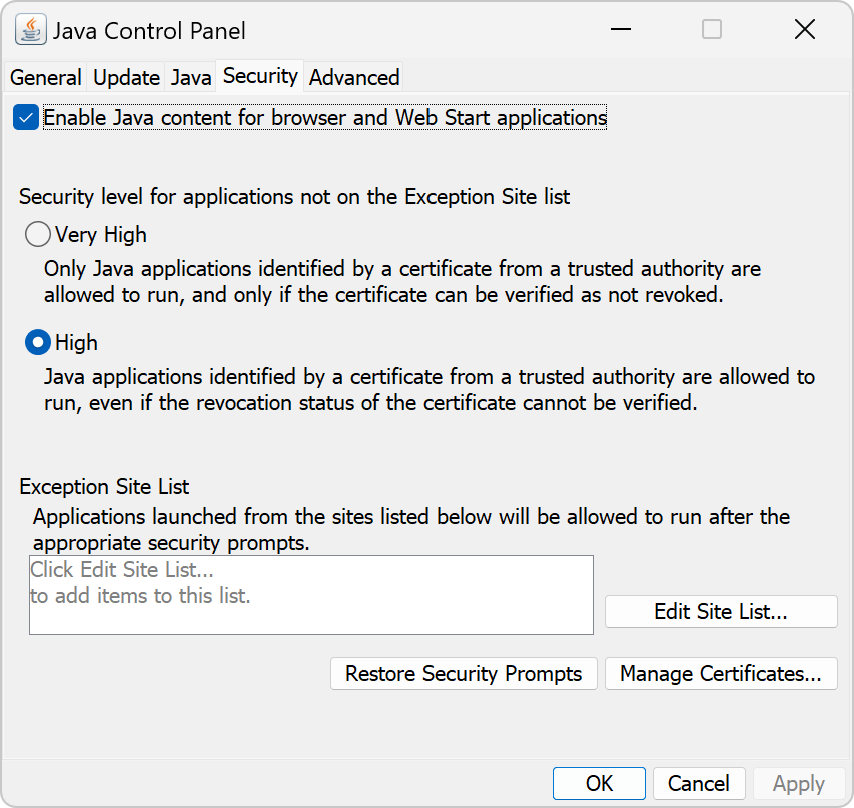 Java Control Panel
General Update Java Security Advanced
Enable Java content for browser and Web Start applications
Security level for applications not on the Exception Site list
Very High
Only Java applications identified by a certificate from a trusted authority are
allowed to run, and only if the certificate can be verified as not revoked.
High
Java applications identified by a certificate from a trusted authority are allowed to
run, even if the revocation status of the certificate cannot be verified.
Exception Site List
Applications launched from the sites listed below will be allowed to run after the
appropriate security prompts.
Click Edit Site List...
to add items to this list.
Edit Site List...
Restore Security Prompts Manage Certificates...
OK Cancel Apply